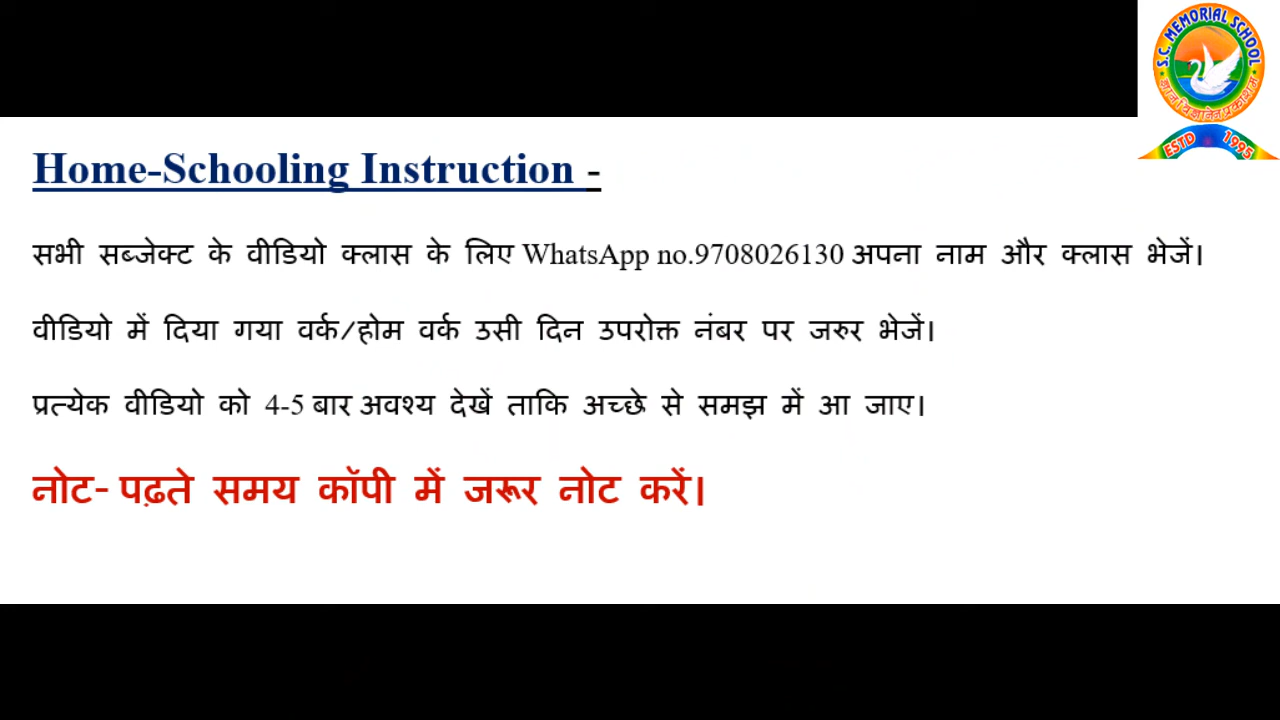 S.C. MEMORIAL SCHOOL
ESTD 1995
Home-Schooling Instruction -
सभी सब्जेक्ट के वीडियो क्लास के लिए WhatsApp no.9708026130 अपना नाम और क्लास भेजें।
वीडियो में दिया गया वर्क/होम वर्क उसी दिन उपरोक्त नंबर पर जरुर भेजें।
प्रत्येक वीडियो को 4-5 बार अवश्य देखें ताकि अच्छे से समझ में आ जाए।
नोट- पढ़ते समय कॉपी में जरूर नोट करें।